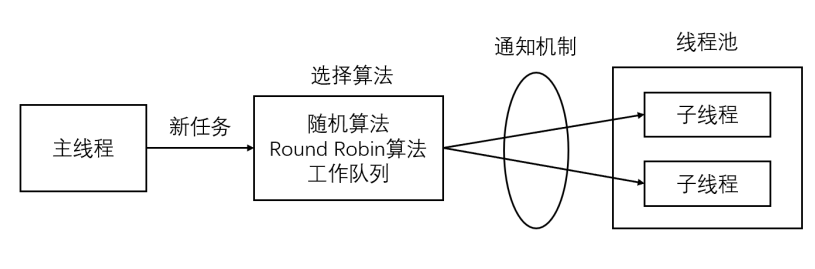 通知机制
线程池
选择算法
主线程
新任务
随机算法
Round Robin算法
工作队列
子线程
子线程